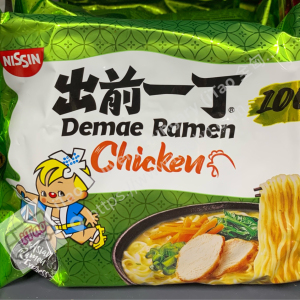 NISSIN
出前一丁®
100
Demae Ramen
Chicken